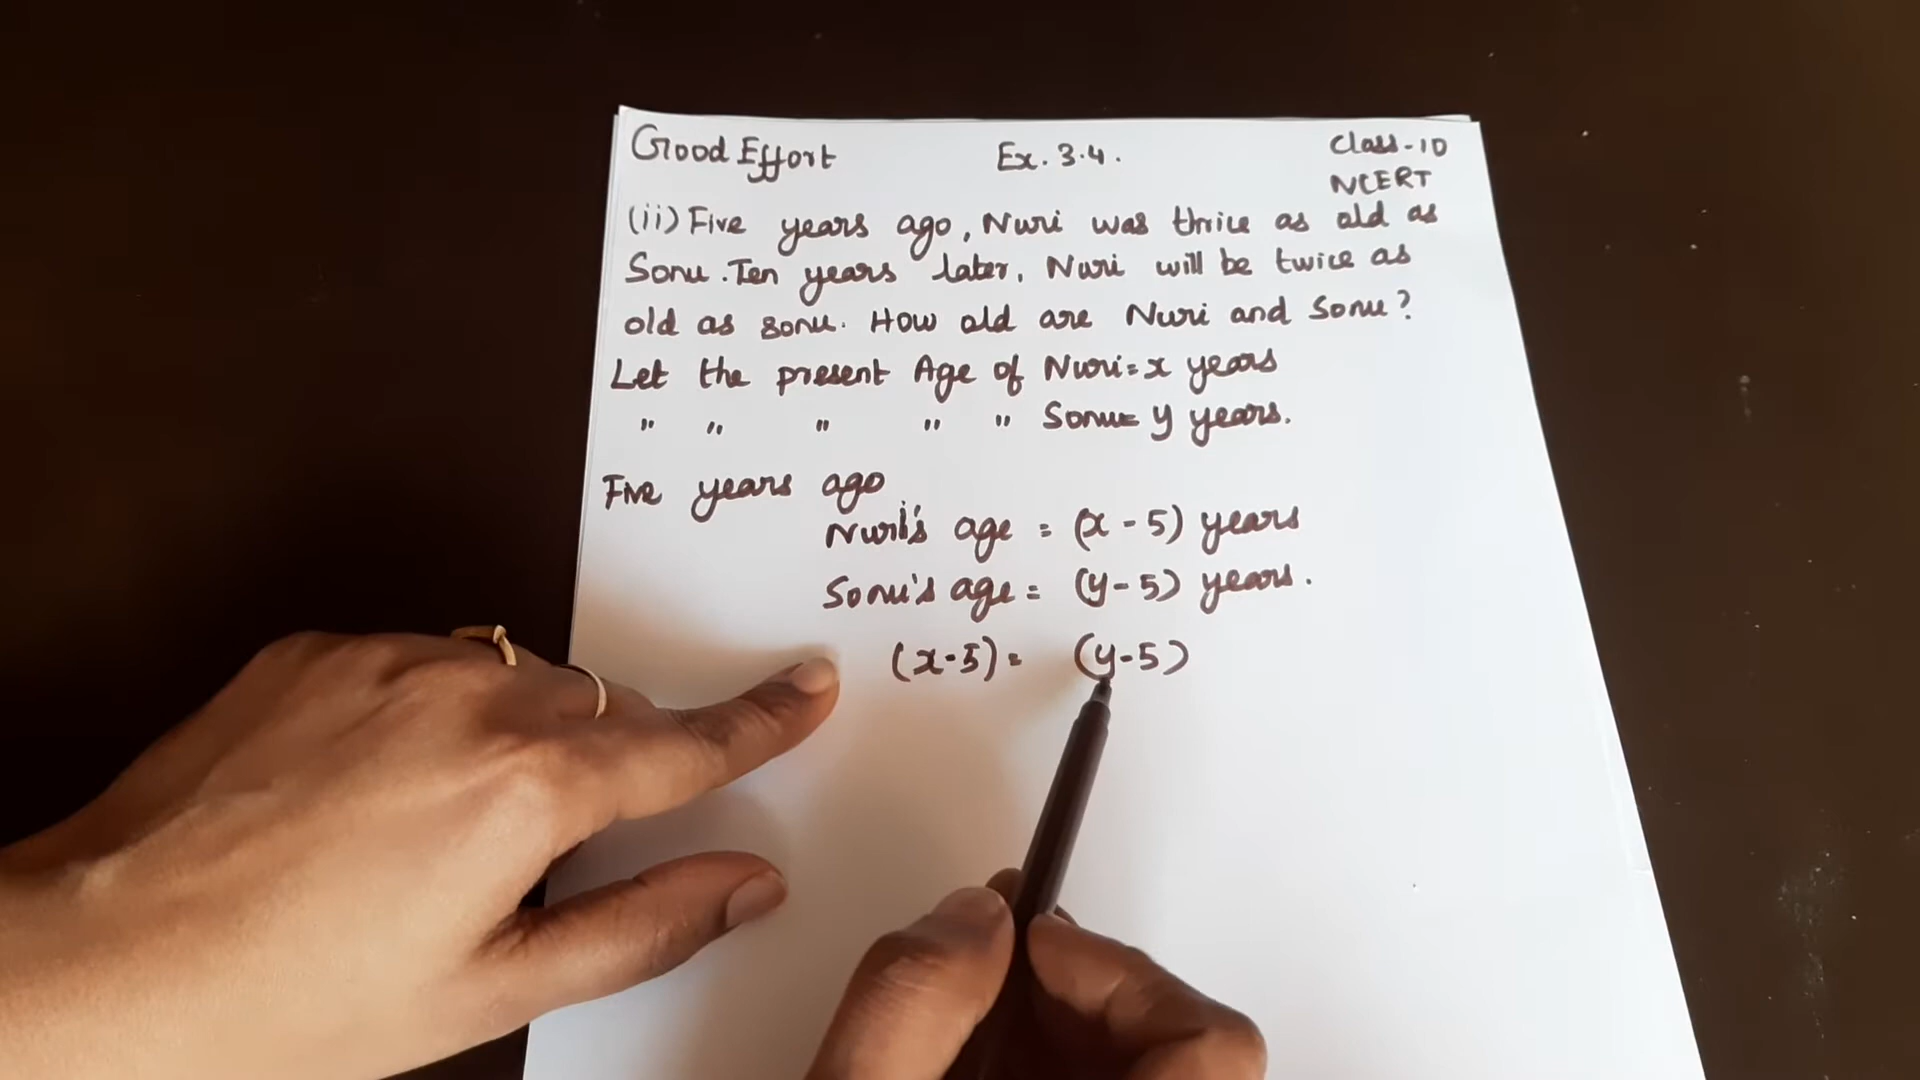 Good Effort Ex. 3.4. Class-10
NCERT
(ii) Five years ago, Nuri was thrice as old as
Sonu. Ten years later, Nuri will be twice as
old as sonu. How old are Nuri and Sonu?
Let the present Age of Nuri = x years
" " " " " Sonu = y years.
Five years ago
Nuri's age = (x - 5) years
Sonu's age = (y - 5) years.
(x - 5) = (y - 5)